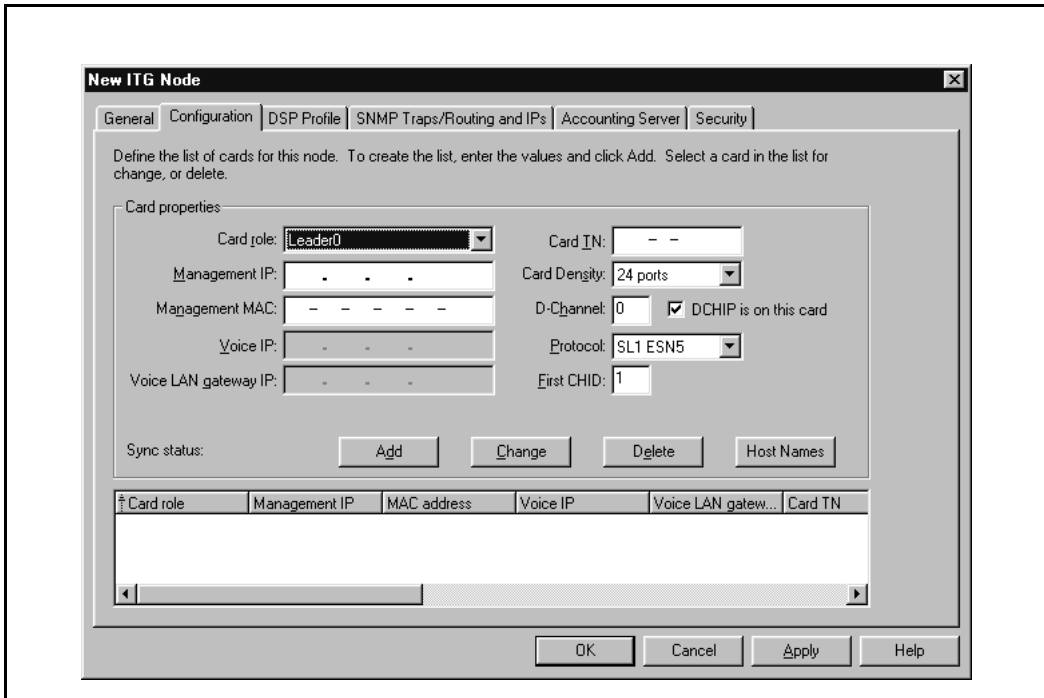 New ITG Node
General Configuration DSP Profile SNMP Traps/Routing and IPs Accounting Server Security
Define the list of cards for this node. To create the list, enter the values and click Add. Select a card in the list for
change, or delete.
Card properties
Card role: Leader0 Card TN: - -
Management IP: . . . Card Density: 24 ports
Management MAC: - - - - - D-Channel: 0 DCHIP is on this card
Voice IP: . . . Protocol: SL1 ESN5
Voice LAN gateway IP: . . . First CHID: 1
Sync status: Add Change Delete Host Names
Card role Management IP MAC address Voice IP Voice LAN gatew... Card TN
OK Cancel Apply Help